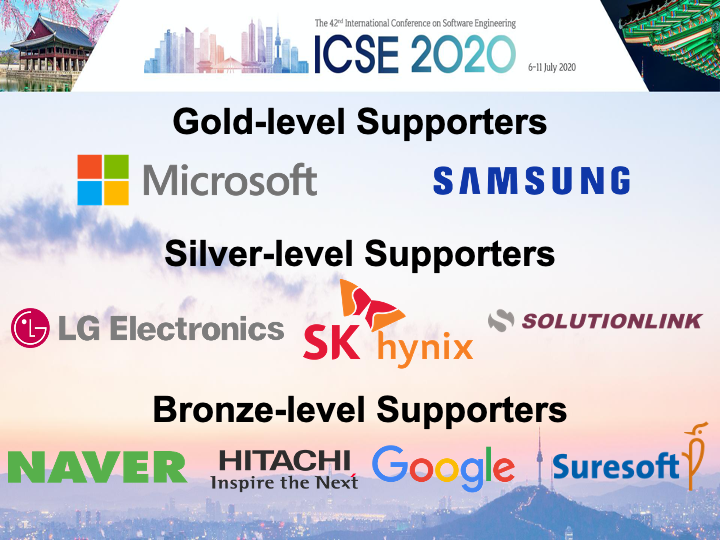 The 42nd International Conference on Software Engineering
ICSE 2020
6-11 July 2020
Gold-level Supporters
Microsoft
SAMSUNG
Silver-level Supporters
LG LG Electronics
SK hynix
SOLUTIONLINK
Bronze-level Supporters
NAVER
HITACHI
Inspire the Next
Google
Suresoft